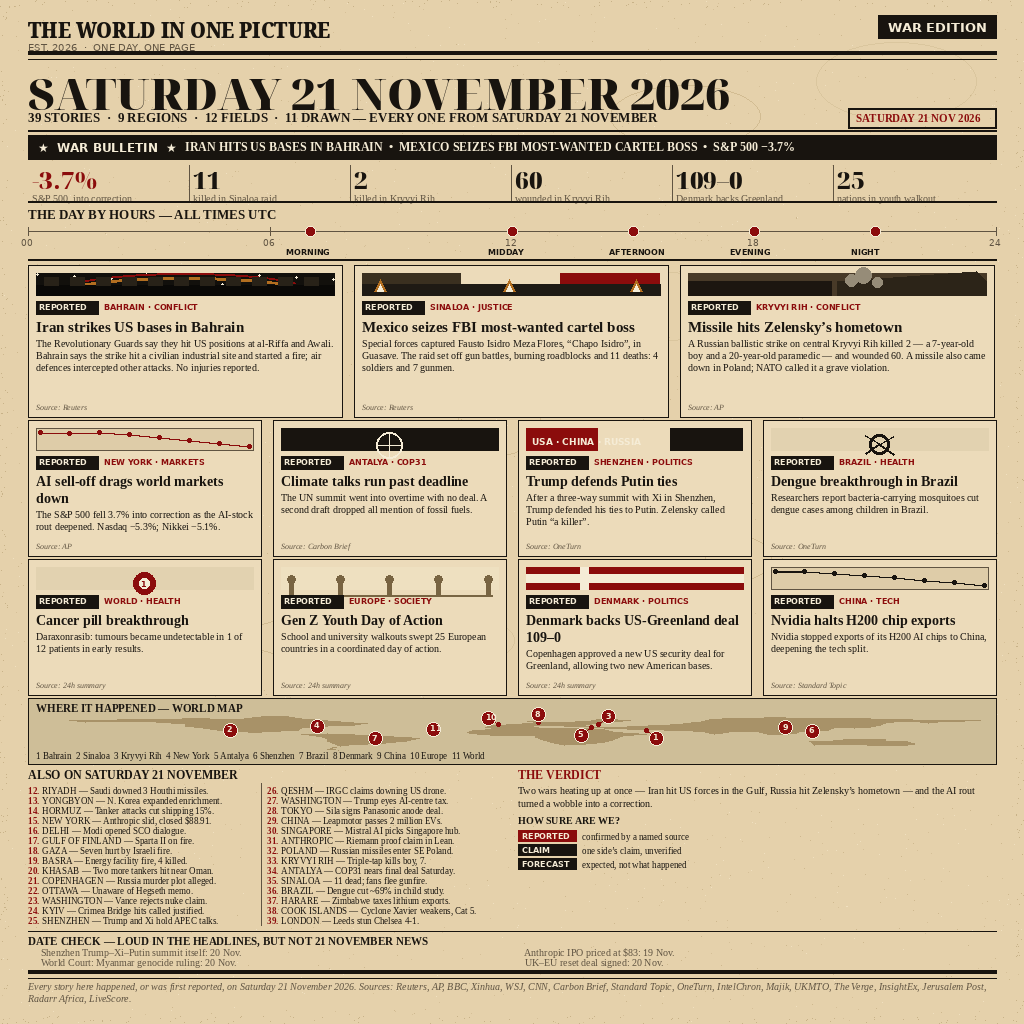 THE WORLD IN ONE PICTURE
EST. 2026 · ONE DAY, ONE PAGE
WAR EDITION
SATURDAY 21 NOVEMBER 2026
39 STORIES · 9 REGIONS · 12 FIELDS · 11 DRAWN — EVERY ONE FROM SATURDAY 21 NOVEMBER
SATURDAY 21 NOV 2026
★ WAR BULLETIN ★ IRAN HITS US BASES IN BAHRAIN • MEXICO SEIZES FBI MOST-WANTED CARTEL BOSS • S&P 500 −3.7%
-3.7%
S&P 500, into correction
11
killed in Sinaloa raid
2
killed in Kryvyi Rih
60
wounded in Kryvyi Rih
109–0
Denmark backs Greenland
25
nations in youth walkout
THE DAY BY HOURS — ALL TIMES UTC
00 06 12 18 24
MORNING MIDDAY AFTERNOON EVENING NIGHT
REPORTED BAHRAIN · CONFLICT
Iran strikes US bases in Bahrain
The Revolutionary Guards say they hit US positions at al-Riffa and Awali.
Bahrain says the strike hit a civilian industrial site and started a fire; air
defences intercepted other attacks. No injuries reported.
Source: Reuters
REPORTED SINALOA · JUSTICE
Mexico seizes FBI most-wanted cartel boss
Special forces captured Fausto Isidro Meza Flores, “Chapo Isidro”, in
Guasave. The raid set off gun battles, burning roadblocks and 11 deaths: 4
soldiers and 7 gunmen.
Source: Reuters
REPORTED KRYVYI RIH · CONFLICT
Missile hits Zelensky’s hometown
A Russian ballistic strike on central Kryvyi Rih killed 2 — a 7-year-old
boy and a 20-year-old paramedic — and wounded 60. A missile also came
down in Poland; NATO called it a grave violation.
Source: AP
REPORTED NEW YORK · MARKETS
AI sell-off drags world markets
down
The S&P 500 fell 3.7% into correction as the AI-stock
rout deepened. Nasdaq −5.3%; Nikkei −5.1%.
Source: AP
REPORTED ANTALYA · COP31
Climate talks run past deadline
The UN summit went into overtime with no deal. A
second draft dropped all mention of fossil fuels.
Source: Carbon Brief
USA · CHINA · RUSSIA
REPORTED SHENZHEN · POLITICS
Trump defends Putin ties
After a three-way summit with Xi in Shenzhen,
Trump defended his ties to Putin. Zelensky called
Putin “a killer”.
Source: OneTurn
REPORTED BRAZIL · HEALTH
Dengue breakthrough in Brazil
Researchers report bacteria-carrying mosquitoes cut
dengue cases among children in Brazil.
Source: OneTurn
1
REPORTED WORLD · HEALTH
Cancer pill breakthrough
Daraxonrasib: tumours became undetectable in 1 of
12 patients in early results.
Source: 24h summary
REPORTED EUROPE · SOCIETY
Gen Z Youth Day of Action
School and university walkouts swept 25 European
countries in a coordinated day of action.
Source: 24h summary
REPORTED DENMARK · POLITICS
Denmark backs US-Greenland deal
109–0
Copenhagen approved a new US security deal for
Greenland, allowing two new American bases.
Source: 24h summary
REPORTED CHINA · TECH
Nvidia halts H200 chip exports
Nvidia stopped exports of its H200 AI chips to China,
deepening the tech split.
Source: Standard Topic
WHERE IT HAPPENED — WORLD MAP
2 4 7 11 10 8 5 3 1 9 6
1 Bahrain 2 Sinaloa 3 Kryvyi Rih 4 New York 5 Antalya 6 Shenzhen 7 Brazil 8 Denmark 9 China 10 Europe 11 World
ALSO ON SATURDAY 21 NOVEMBER
12. RIYADH — Saudi downed 3 Houthi missiles.
13. YONGBYON — N. Korea expanded enrichment.
14. HORMUZ — Tanker attacks cut shipping 15%.
15. NEW YORK — Anthropic slid, closed $88.91.
16. DELHI — Modi opened SCO dialogue.
17. GULF OF FINLAND — Sparta II on fire.
18. GAZA — Seven hurt by Israeli fire.
19. BASRA — Energy facility fire, 4 killed.
20. KHASAB — Two more tankers hit near Oman.
21. COPENHAGEN — Russia murder plot alleged.
22. OTTAWA — Unaware of Hegseth memo.
23. WASHINGTON — Vance rejects nuke claim.
24. KYIV — Crimea Bridge hits called justified.
25. SHENZHEN — Trump and Xi hold APEC talks.
26. QESHM — IRGC claims downing US drone.
27. WASHINGTON — Trump eyes AI-centre tax.
28. TOKYO — Sila signs Panasonic anode deal.
29. CHINA — Leapmotor passes 2 million EVs.
30. SINGAPORE — Mistral AI picks Singapore hub.
31. ANTHROPIC — Riemann proof claim in Lean.
32. POLAND — Russian missiles enter SE Poland.
33. KRYVYI RIH — Triple-tap kills boy, 7.
34. ANTALYA — COP31 nears final deal Saturday.
35. SINALOA — 11 dead; fans flee gunfire.
36. BRAZIL — Dengue cut ~69% in child study.
37. HARARE — Zimbabwe taxes lithium exports.
38. COOK ISLANDS — Cyclone Xavier weakens, Cat 5.
39. LONDON — Leeds stun Chelsea 4-1.
THE VERDICT
Two wars heating up at once — Iran hit US forces in the Gulf, Russia hit Zelensky’s hometown — and the AI rout
turned a wobble into a correction.
HOW SURE ARE WE?
REPORTED confirmed by a named source
CLAIM one side’s claim, unverified
FORECAST expected, not what happened
DATE CHECK — LOUD IN THE HEADLINES, BUT NOT 21 NOVEMBER NEWS
Shenzhen Trump–Xi–Putin summit itself: 20 Nov.
World Court: Myanmar genocide ruling: 20 Nov.
Anthropic IPO priced at $83: 19 Nov.
UK–EU reset deal signed: 20 Nov.
Every story here happened, or was first reported, on Saturday 21 November 2026. Sources: Reuters, AP, BBC, Xinhua, WSJ, CNN, Carbon Brief, Standard Topic, OneTurn, IntelChron, Majik, UKMTO, The Verge, InsightEx, Jerusalem Post,
Radarr Africa, LiveScore.